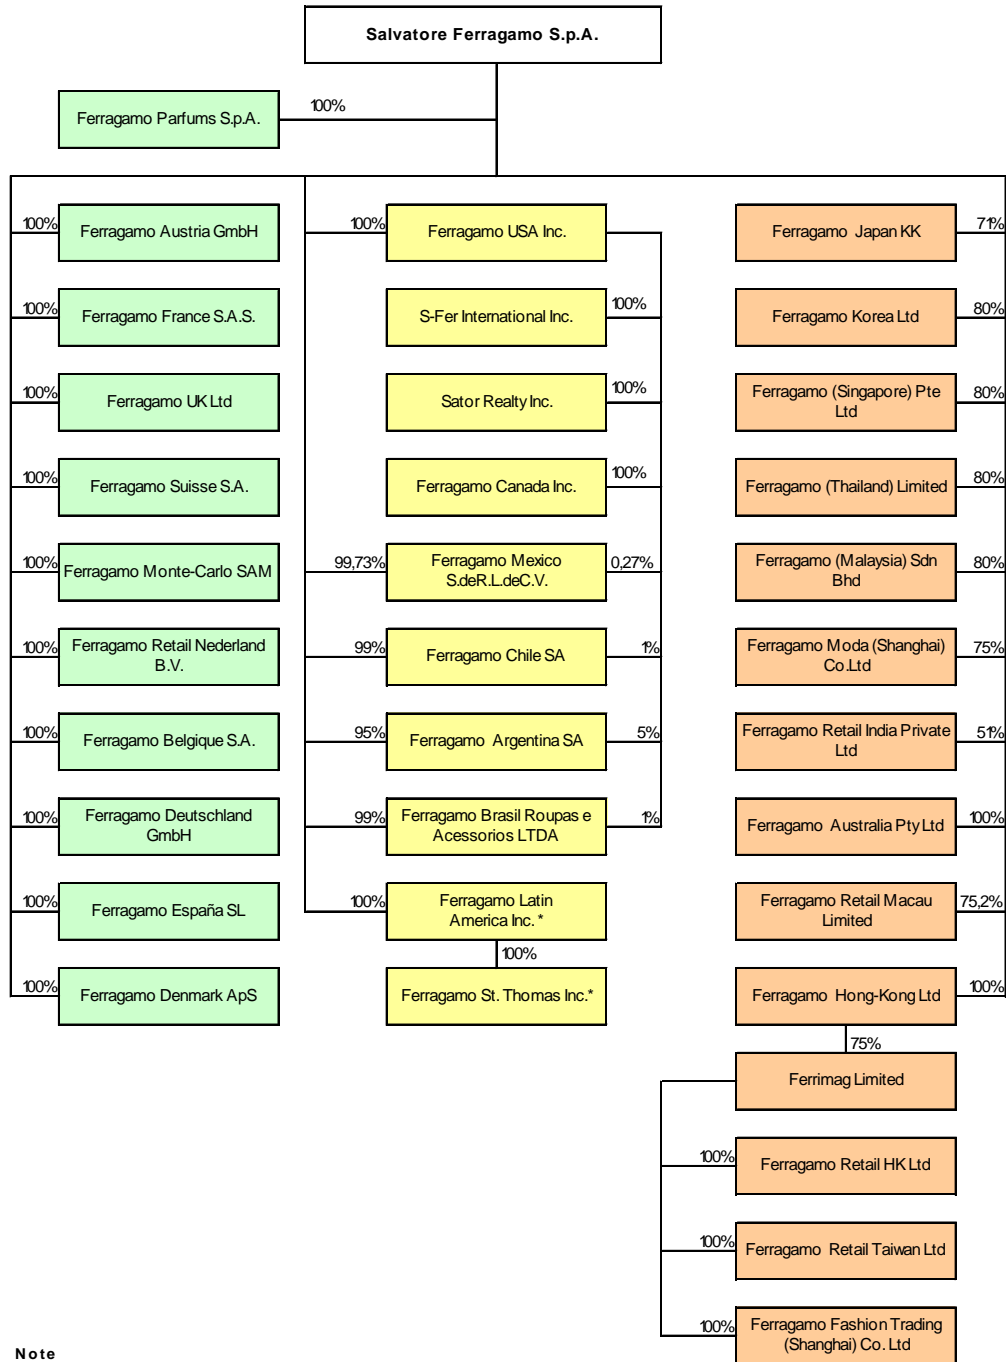 Salvatore Ferragamo S.p.A.
Ferragamo Parfums S.p.A.
100%
100%
Ferragamo Austria GmbH
100%
Ferragamo USA Inc.
Ferragamo Japan KK
71%
100%
Ferragamo France S.A.S.
S-Fer International Inc.
100%
Ferragamo Korea Ltd
80%
100%
Ferragamo UK Ltd
Sator Realty Inc.
100%
Ferragamo (Singapore) Pte
Ltd
80%
100%
Ferragamo Suisse S.A.
Ferragamo Canada Inc.
100%
Ferragamo (Thailand) Limited
80%
100%
Ferragamo Monte-Carlo SAM
99,73%
Ferragamo Mexico
S.deR.L.deC.V.
0,27%
Ferragamo (Malaysia) Sdn
Bhd
80%
100%
Ferragamo Retail Nederland
B.V.
99%
Ferragamo Chile SA
1%
Ferragamo Moda (Shanghai)
Co.Ltd
75%
100%
Ferragamo Belgique S.A.
95%
Ferragamo Argentina SA
5%
Ferragamo Retail India Private
Ltd
51%
100%
Ferragamo Deutschland
GmbH
99%
Ferragamo Brasil Roupas e
Acessorios LTDA
1%
Ferragamo Australia Pty Ltd
100%
100%
Ferragamo España SL
100%
Ferragamo Latin
America Inc. *
Ferragamo Retail Macau
Limited
75,2%
100%
100%
Ferragamo Denmark ApS
Ferragamo St. Thomas Inc.*
Ferragamo Hong-Kong Ltd
100%
75%
Ferrimag Limited
100%
Ferragamo Retail HK Ltd
100%
Ferragamo Retail Taiwan Ltd
100%
Ferragamo Fashion Trading
(Shanghai) Co. Ltd
Note